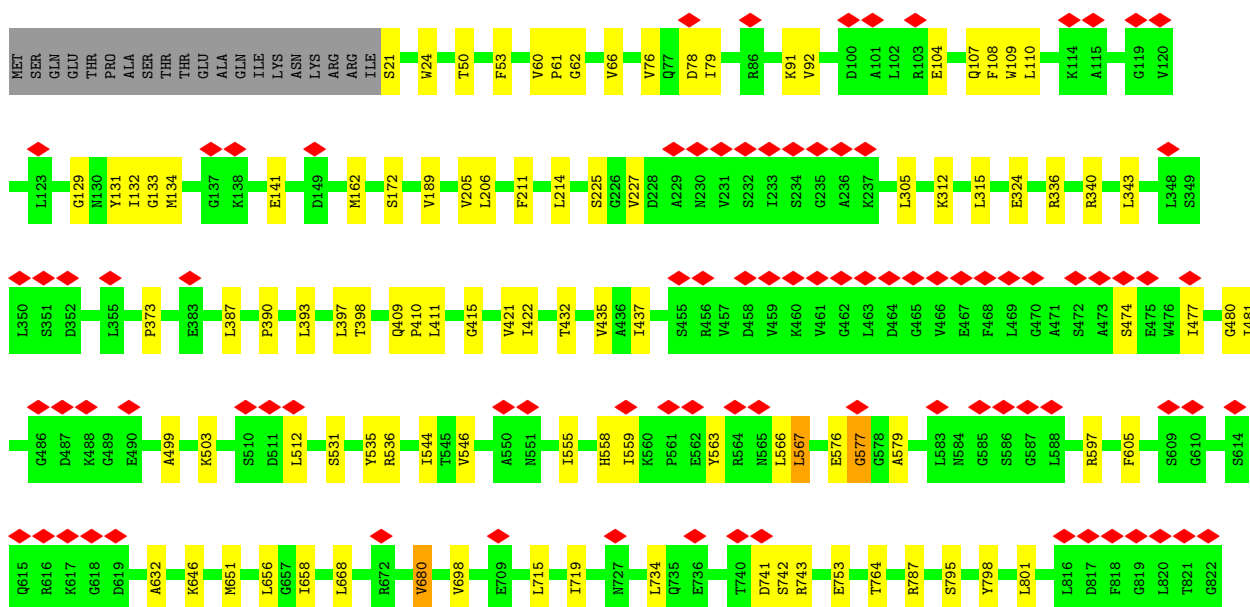 MET SER GLN GLU THR PRO ALA SER THR THR GLU ALA GLN ILE LYS ASN LYS ARG ARG ILE S21 W24 T50 F53 V60 P61 G62 V66 V76 Q77 D78 I79 R86 K91 V92 D100 A101 L102 R103 E104 Q107 F108 W109 L110 K114 A115 G119 V120
L123 G129 N130 Y131 I132 G133 M134 G137 K138 E141 D149 M162 S172 V189 V205 L206 F211 L214 S225 G226 V227 D228 A229 N230 V231 S232 I233 S234 G235 A236 K237 L305 K312 L315 E324 R336 R340 L343 L348 S349
L350 S351 D352 L355 P373 E383 L387 P390 L393 L397 T398 Q409 P410 L411 G415 V421 I422 T432 V435 A436 I437 S455 R456 V457 D458 V459 K460 V461 G462 L463 D464 G465 V466 E467 F468 L469 G470 A471 S472 A473 S474 E475 W476 I477 G480 I481
G486 D487 K488 G489 E490 A499 K503 S510 D511 L512 S531 Y535 R536 I544 T545 V546 A550 N551 I555 H558 I559 K560 P561 E562 Y563 R564 N565 L566 L567 E576 G577 G578 A579 L583 N584 G585 S586 G587 L588 R597 F605 S609 G610 S614
Q615 R616 K617 G618 D619 A632 K646 M651 L656 G657 I658 L668 R672 V680 V698 E709 L715 I719 N727 L734 Q735 E736 T740 D741 S742 R743 E753 T764 R787 S795 Y798 L801 L816 D817 F818 G819 L820 T821 G822